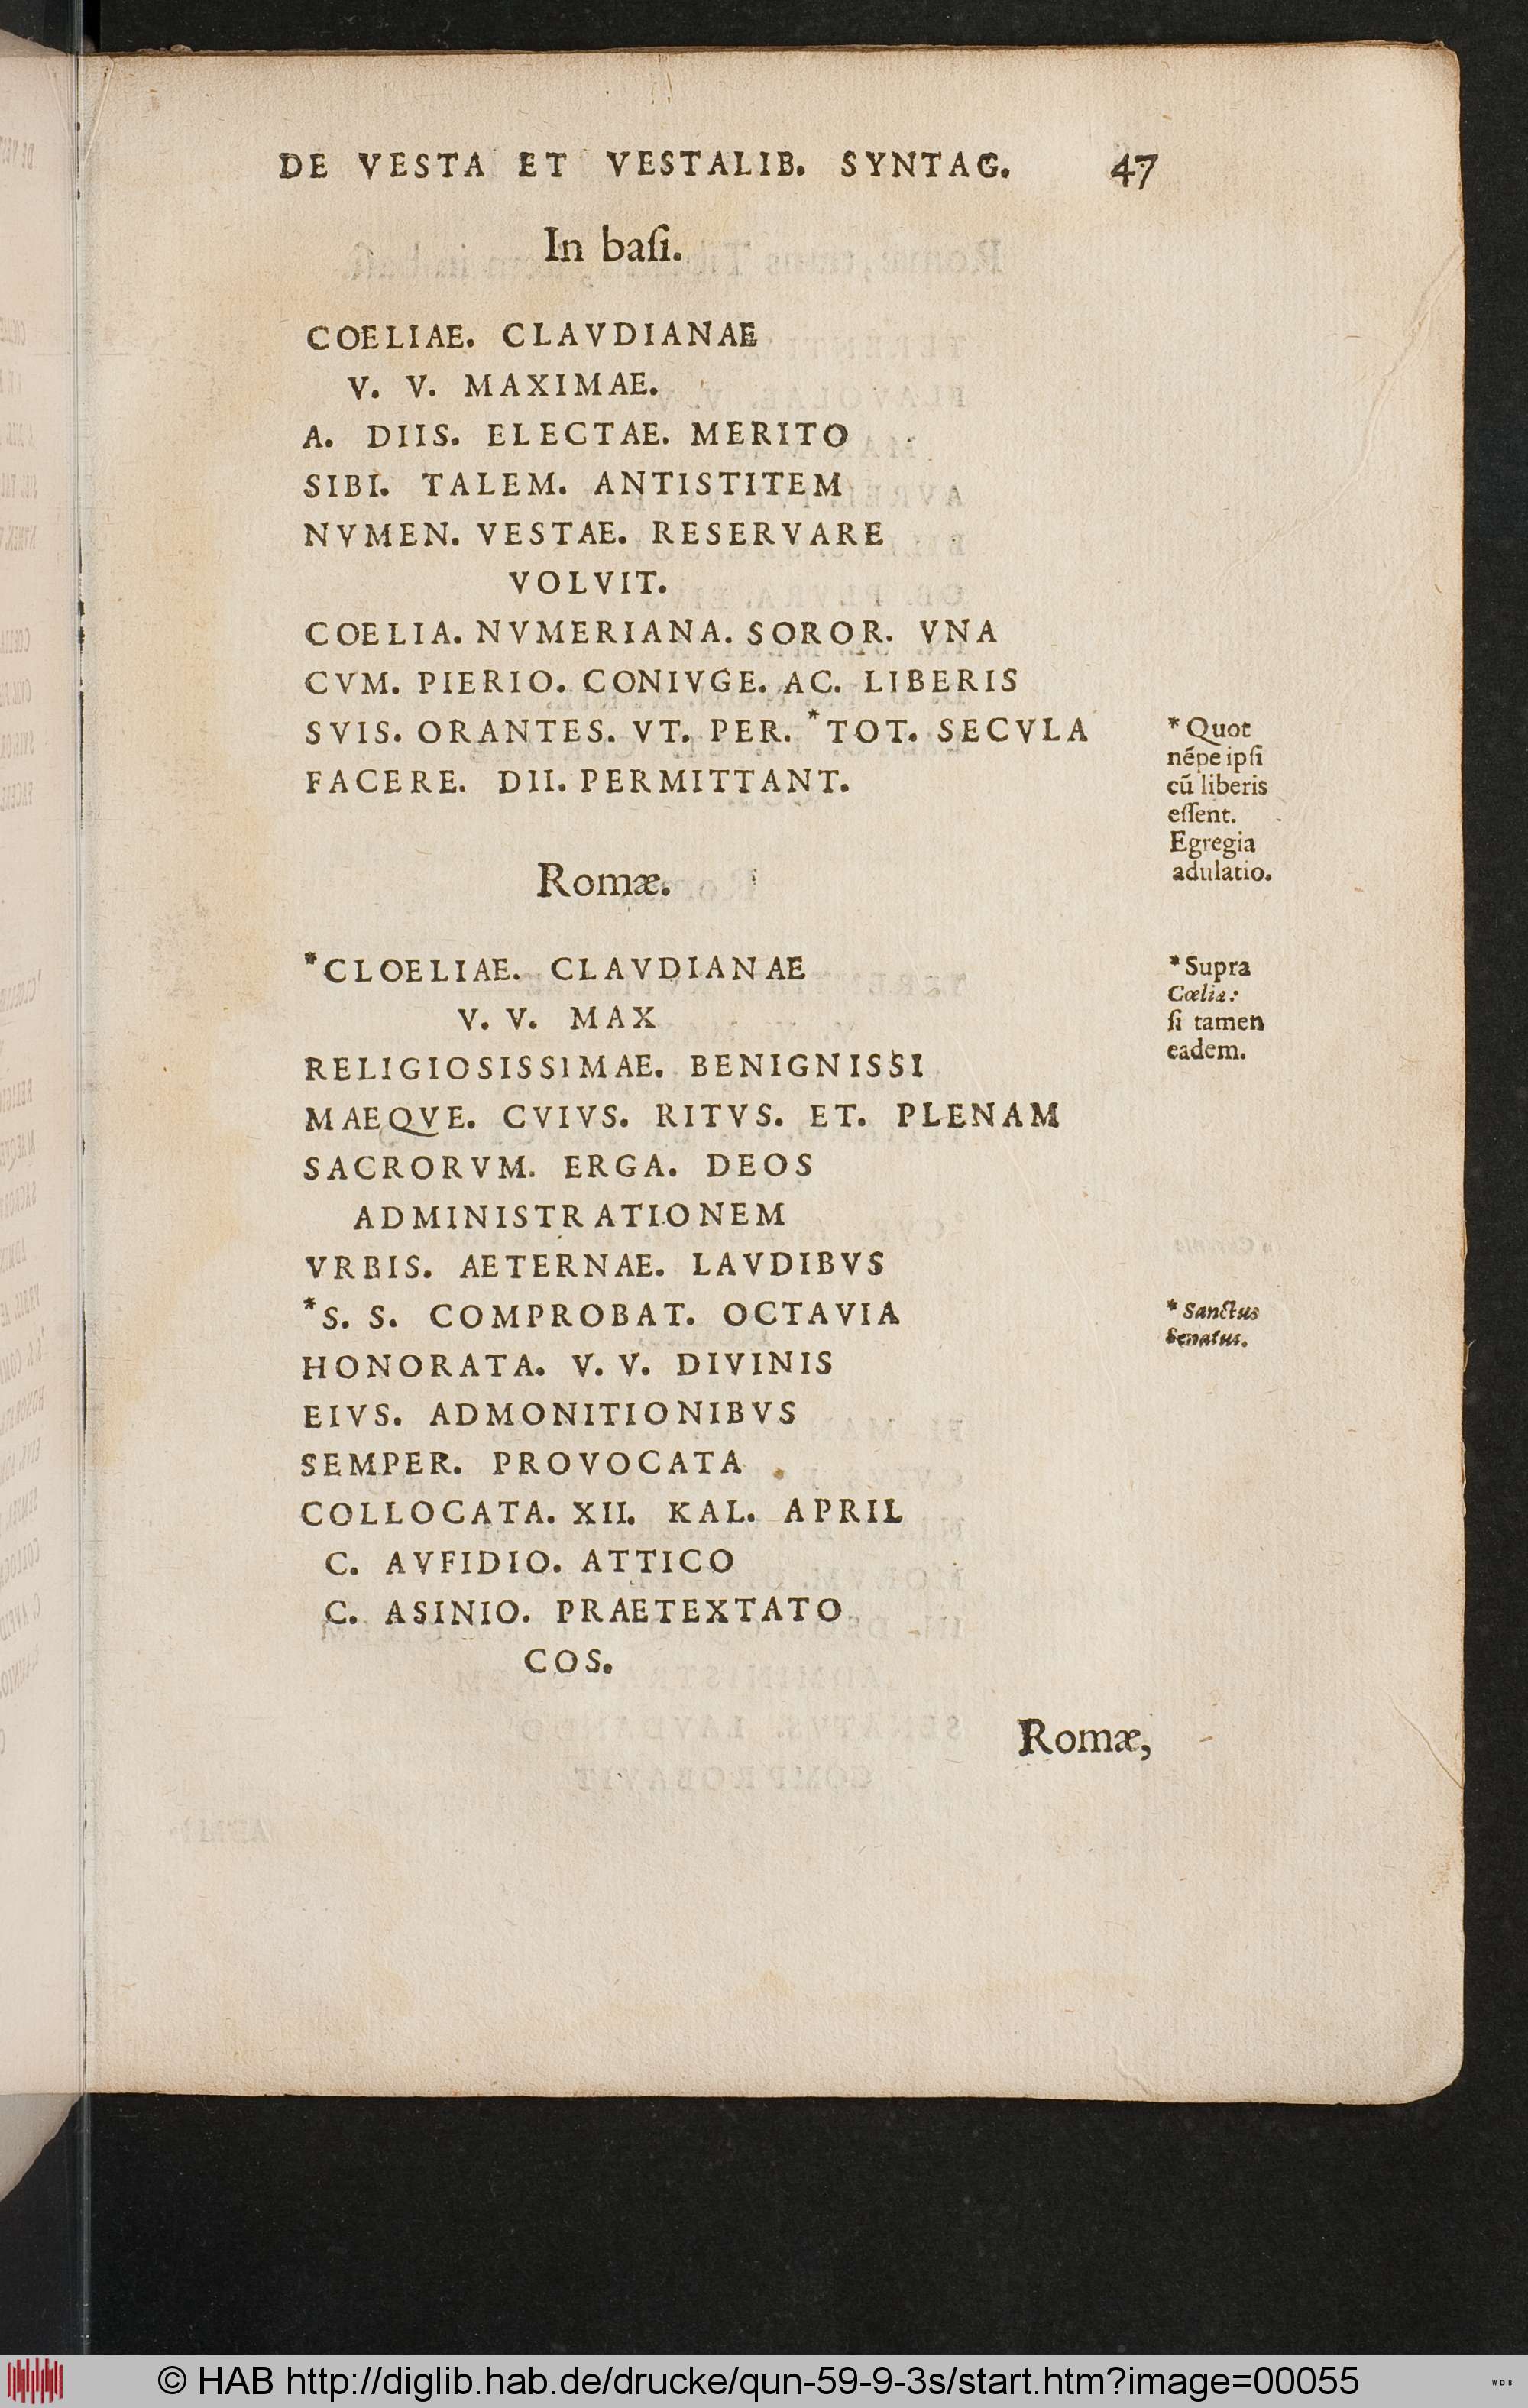 DE VESTA ET VESTALIB. SYNTAG. 47
In baſi.
COELIAE. CLAVDIANAE
V. V. MAXIMAE.
A. DIIS. ELECTAE. MERITO
SIBI. TALEM. ANTISTITEM
NVMEN. VESTAE. RESERVARE
VOLVIT.
COELIA. NVMERIANA. SOROR. VNA
CVM. PIERIO. CONIVGE. AC. LIBERIS
SVIS. ORANTES. VT. PER. *TOT. SECVLA
FACERE. DII. PERMITTANT.
* Quot
nẽpe ipſi
cũ liberis
eſſent.
Egregia
adulatio.
Romæ.
*CLOELIAE. CLAVDIANAE
V. V. MAX
RELIGIOSISSIMAE. BENIGNISSI
MAEQVE. CVIVS. RITVS. ET. PLENAM
SACRORVM. ERGA. DEOS
ADMINISTRATIONEM
VRBIS. AETERNAE. LAVDIBVS
*S. S. COMPROBAT. OCTAVIA
HONORATA. V. V. DIVINIS
EIVS. ADMONITIONIBVS
SEMPER. PROVOCATA
COLLOCATA. XII. KAL. APRIL
C. AVFIDIO. ATTICO
C. ASINIO. PRAETEXTATO
COS.
* Supra
Cœlia:
ſi tamen
eadem.
* Sanctus
Senatus.
Romæ,
© HAB http://diglib.hab.de/drucke/qun-59-9-3s/start.htm?image=00055
WDB